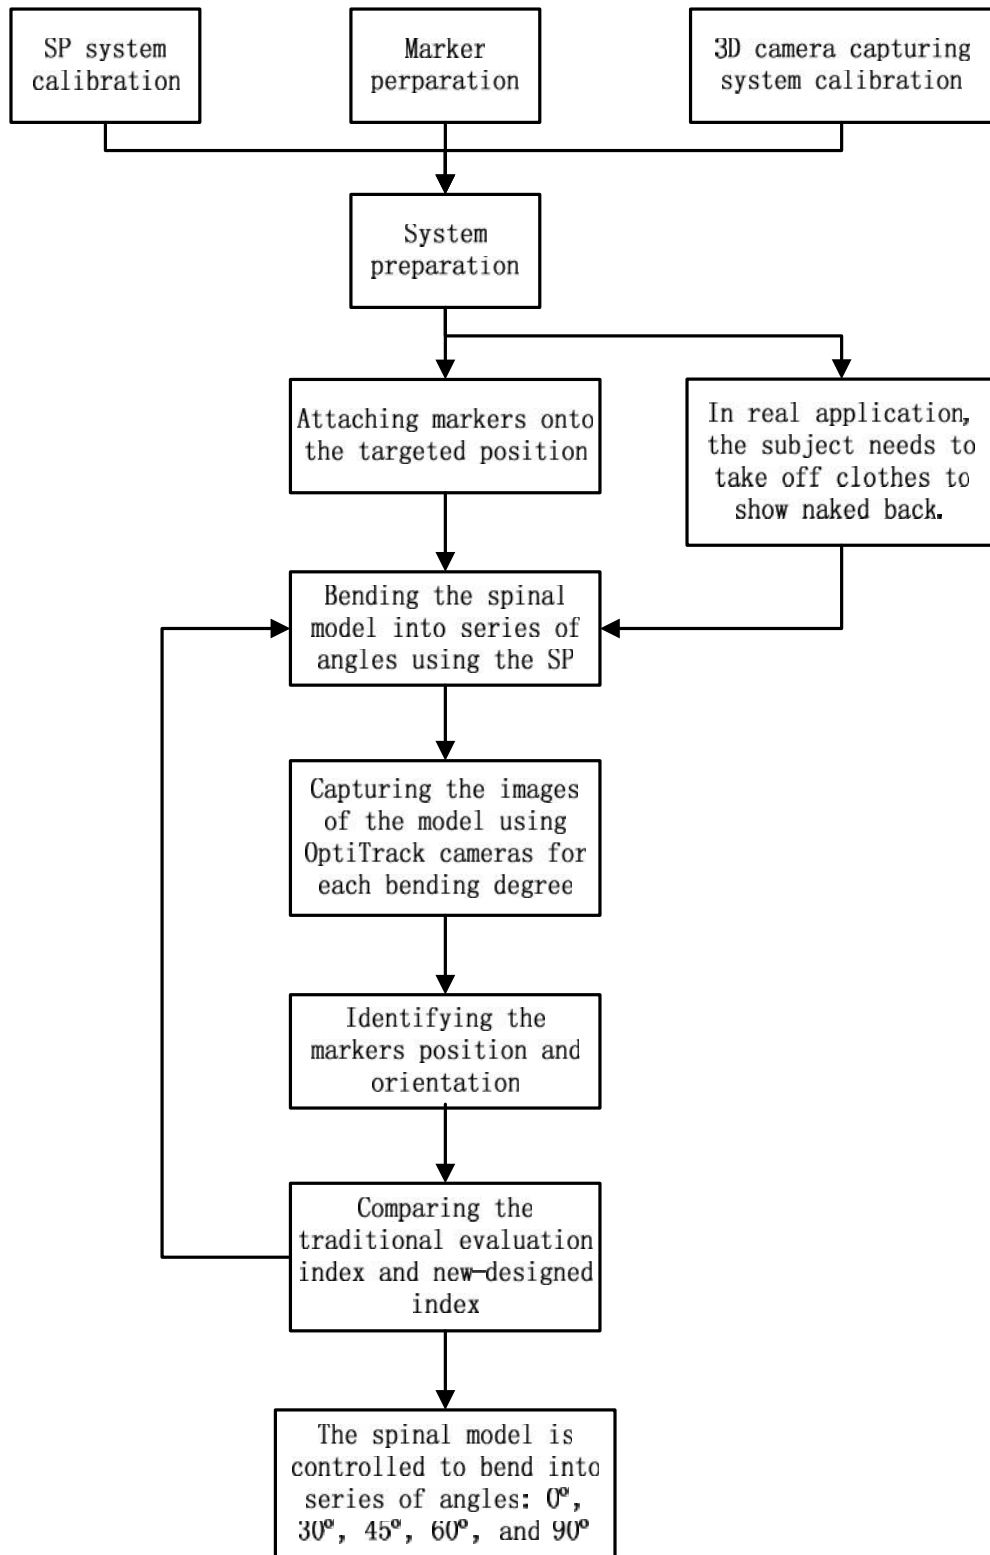 SP system
calibration
Marker
perparation
3D camera capturing
system calibration
System
preparation
Attaching markers onto
the targeted position
In real application,
the subject needs to
take off clothes to
show naked back.
Bending the spinal
model into series of
angles using the SP
Capturing the images
of the model using
OptiTrack cameras for
each bending degree
Identifying the
markers position and
orientation
Comparing the
traditional evaluation
index and new-designed
index
The spinal model is
controlled to bend into
series of angles: 0°,
30°, 45°, 60°, and 90°